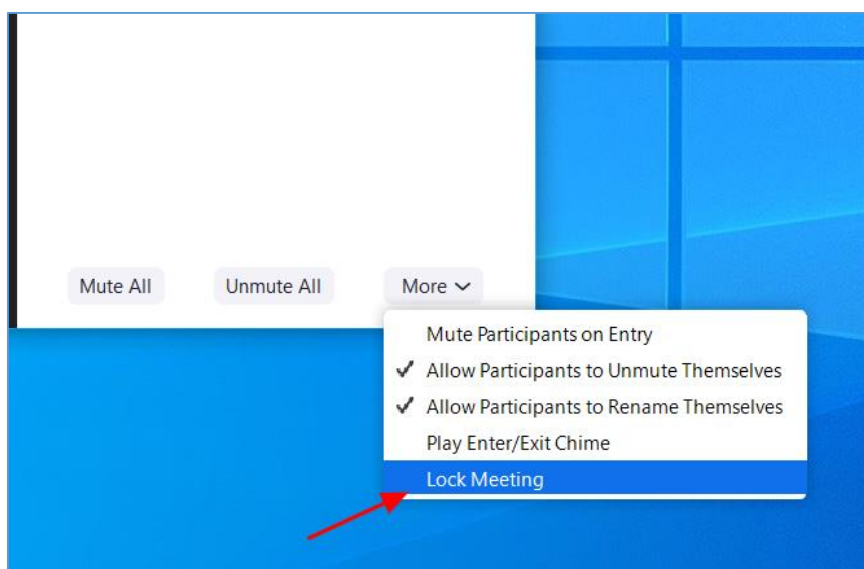 Mute All
Unmute All
More
Mute Participants on Entry
Allow Participants to Unmute Themselves
Allow Participants to Rename Themselves
Play Enter/Exit Chime
Lock Meeting